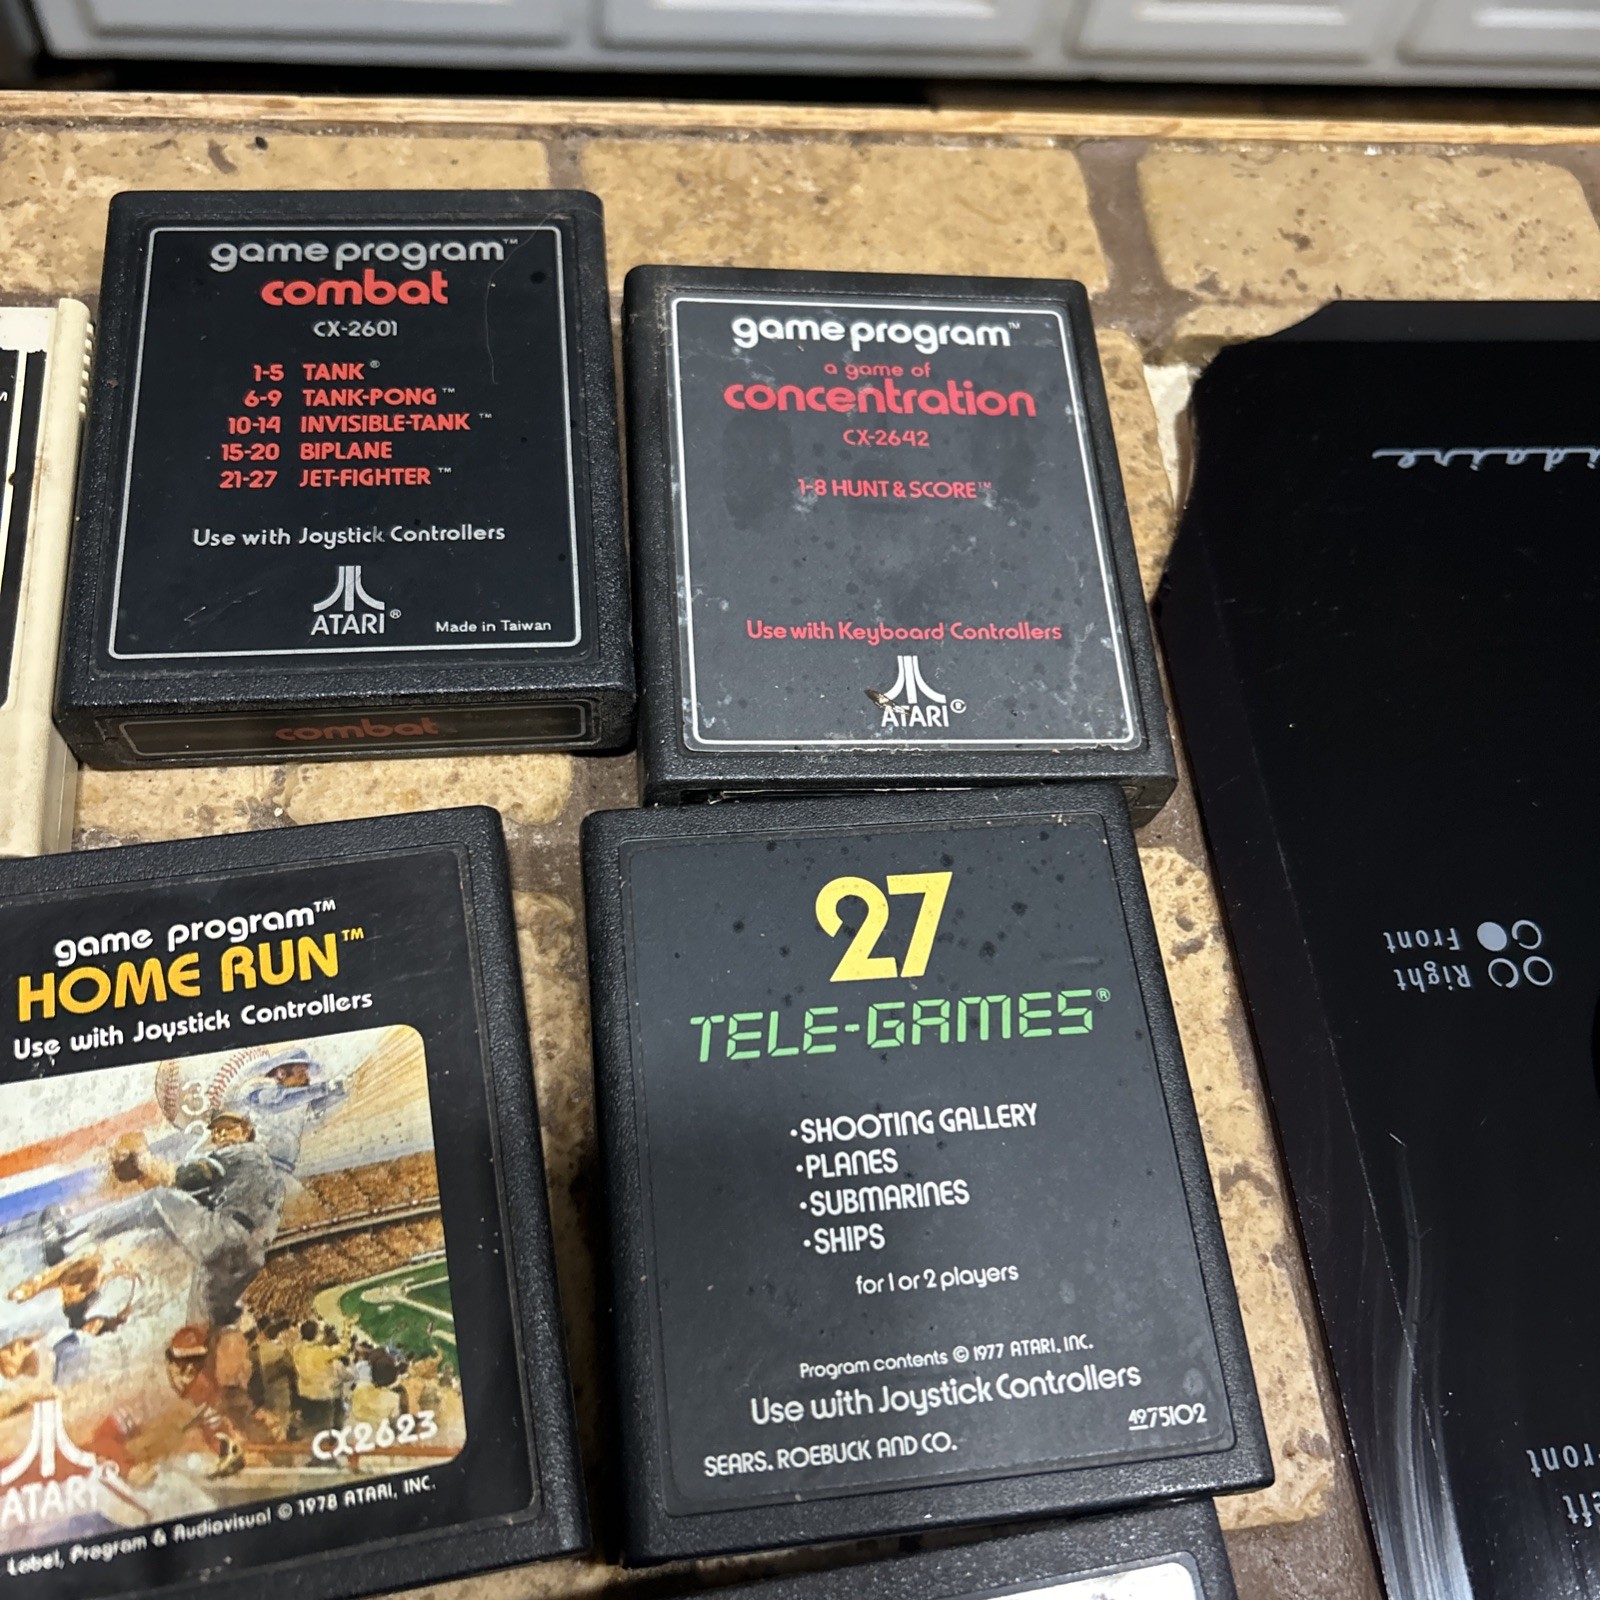 game program™
combat
CX-2601
1-5 TANK®
6-9 TANK-PONG™
10-14 INVISIBLE-TANK™
15-20 BIPLANE
21-27 JET-FIGHTER™
Use with Joystick Controllers
ATARI®
Made in Taiwan
combat
game program™
a game of
concentration
CX-2642
1-8 HUNT & SCORE™
Use with Keyboard Controllers
ATARI®
game program™
HOME RUN™
Use with Joystick Controllers
CX2623
ATARI®
Label, Program & Audiovisual © 1978 ATARI, INC.
27
TELE-GAMES®
•SHOOTING GALLERY
•PLANES
•SUBMARINES
•SHIPS
for 1 or 2 players
Program contents © 1977 ATARI, INC.
Use with Joystick Controllers
4975102
SEARS, ROEBUCK AND CO.
Right
Front